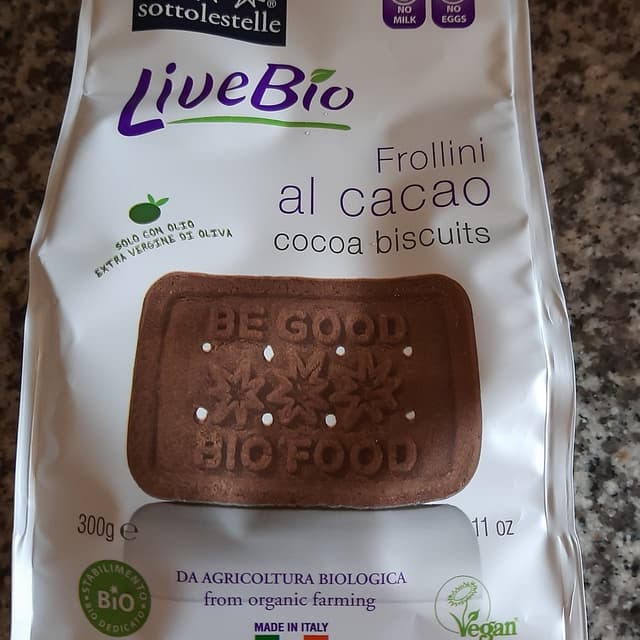 sottolestelle
®
NO
MILK
NO
EGGS
LiveBio
Frollini
al cacao
cocoa biscuits
SOLO CON OLIO
EXTRA VERGINE DI OLIVA
BE GOOD
BIO FOOD
300g e
11 oz
STABILIMENTO
BIO
BIO DEDICATO
DA AGRICOLTURA BIOLOGICA
from organic farming
MADE IN ITALY
Vegan